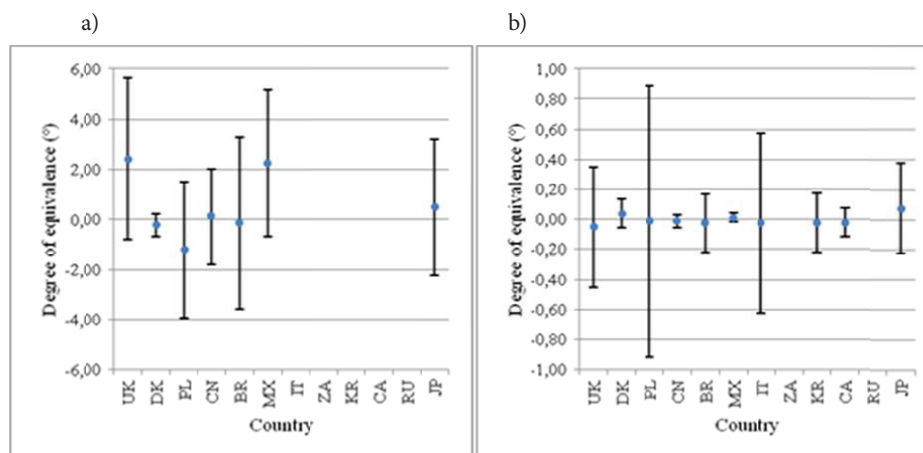 a)
6,00
4,00
2,00
0,00
-2,00
-4,00
-6,00
Degree of equivalence (°)
UK DK PL CN BR MX IT ZA KR CA RU JP
Country
b)
1,00
0,80
0,60
0,40
0,20
0,00
-0,20
-0,40
-0,60
-0,80
-1,00
Degree of equivalence (°)
UK DK PL CN BR MX IT ZA KR CA RU JP
Country